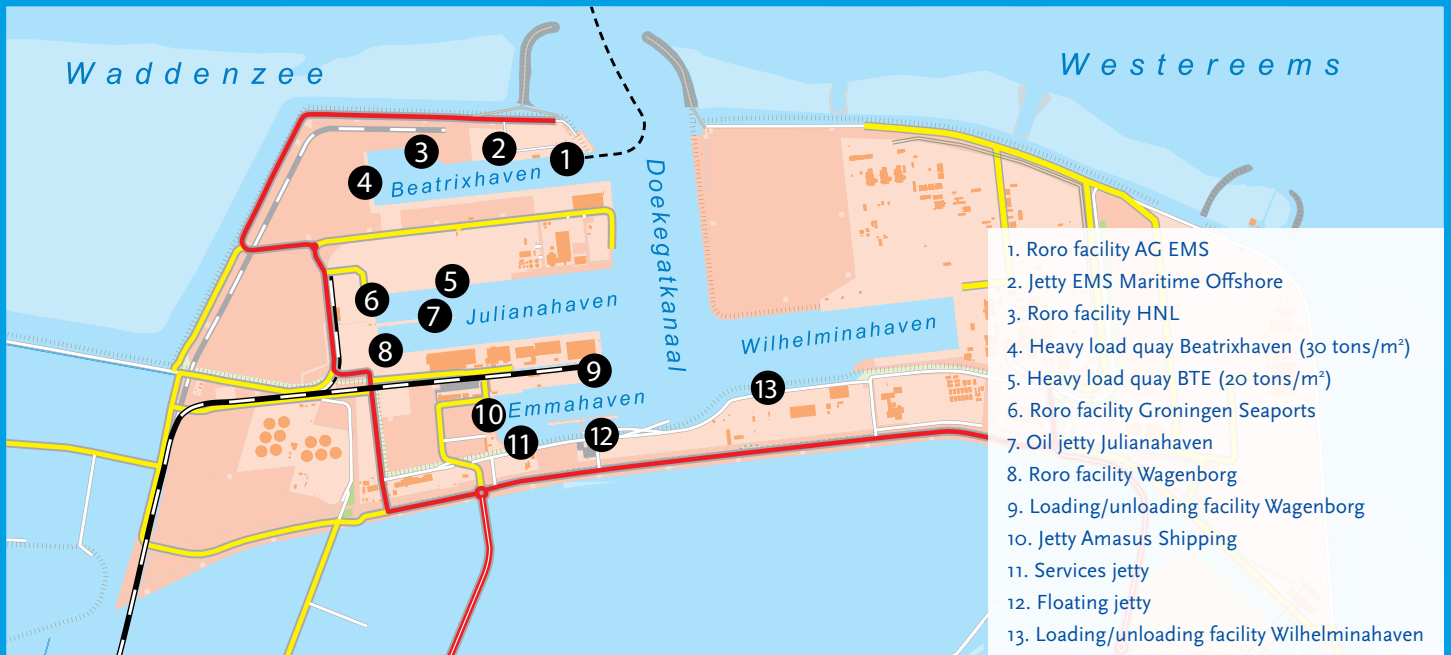 Waddenzee
Westereems
3
2
1
4
Beatrixhaven
Doekegatkanaal
5
6
7
Julianahaven
8
Wilhelminahaven
9
13
10
Emmahaven
11
12
1. Roro facility AG EMS
2. Jetty EMS Maritime Offshore
3. Roro facility HNL
4. Heavy load quay Beatrixhaven (30 tons/m²)
5. Heavy load quay BTE (20 tons/m²)
6. Roro facility Groningen Seaports
7. Oil jetty Julianahaven
8. Roro facility Wagenborg
9. Loading/unloading facility Wagenborg
10. Jetty Amasus Shipping
11. Services jetty
12. Floating jetty
13. Loading/unloading facility Wilhelminahaven